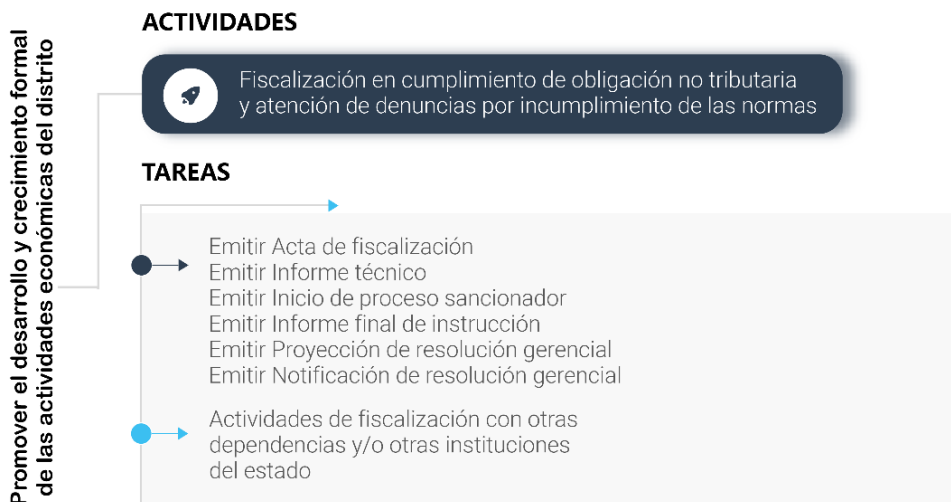 Promover el desarrollo y crecimiento formal
de las actividades económicas del distrito
ACTIVIDADES
Fiscalización en cumplimiento de obligación no tributaria
y atención de denuncias por incumplimiento de las normas
TAREAS
Emitir Acta de fiscalización
Emitir Informe técnico
Emitir Inicio de proceso sancionador
Emitir Informe final de instrucción
Emitir Proyección de resolución gerencial
Emitir Notificación de resolución gerencial
Actividades de fiscalización con otras
dependencias y/o otras instituciones
del estado